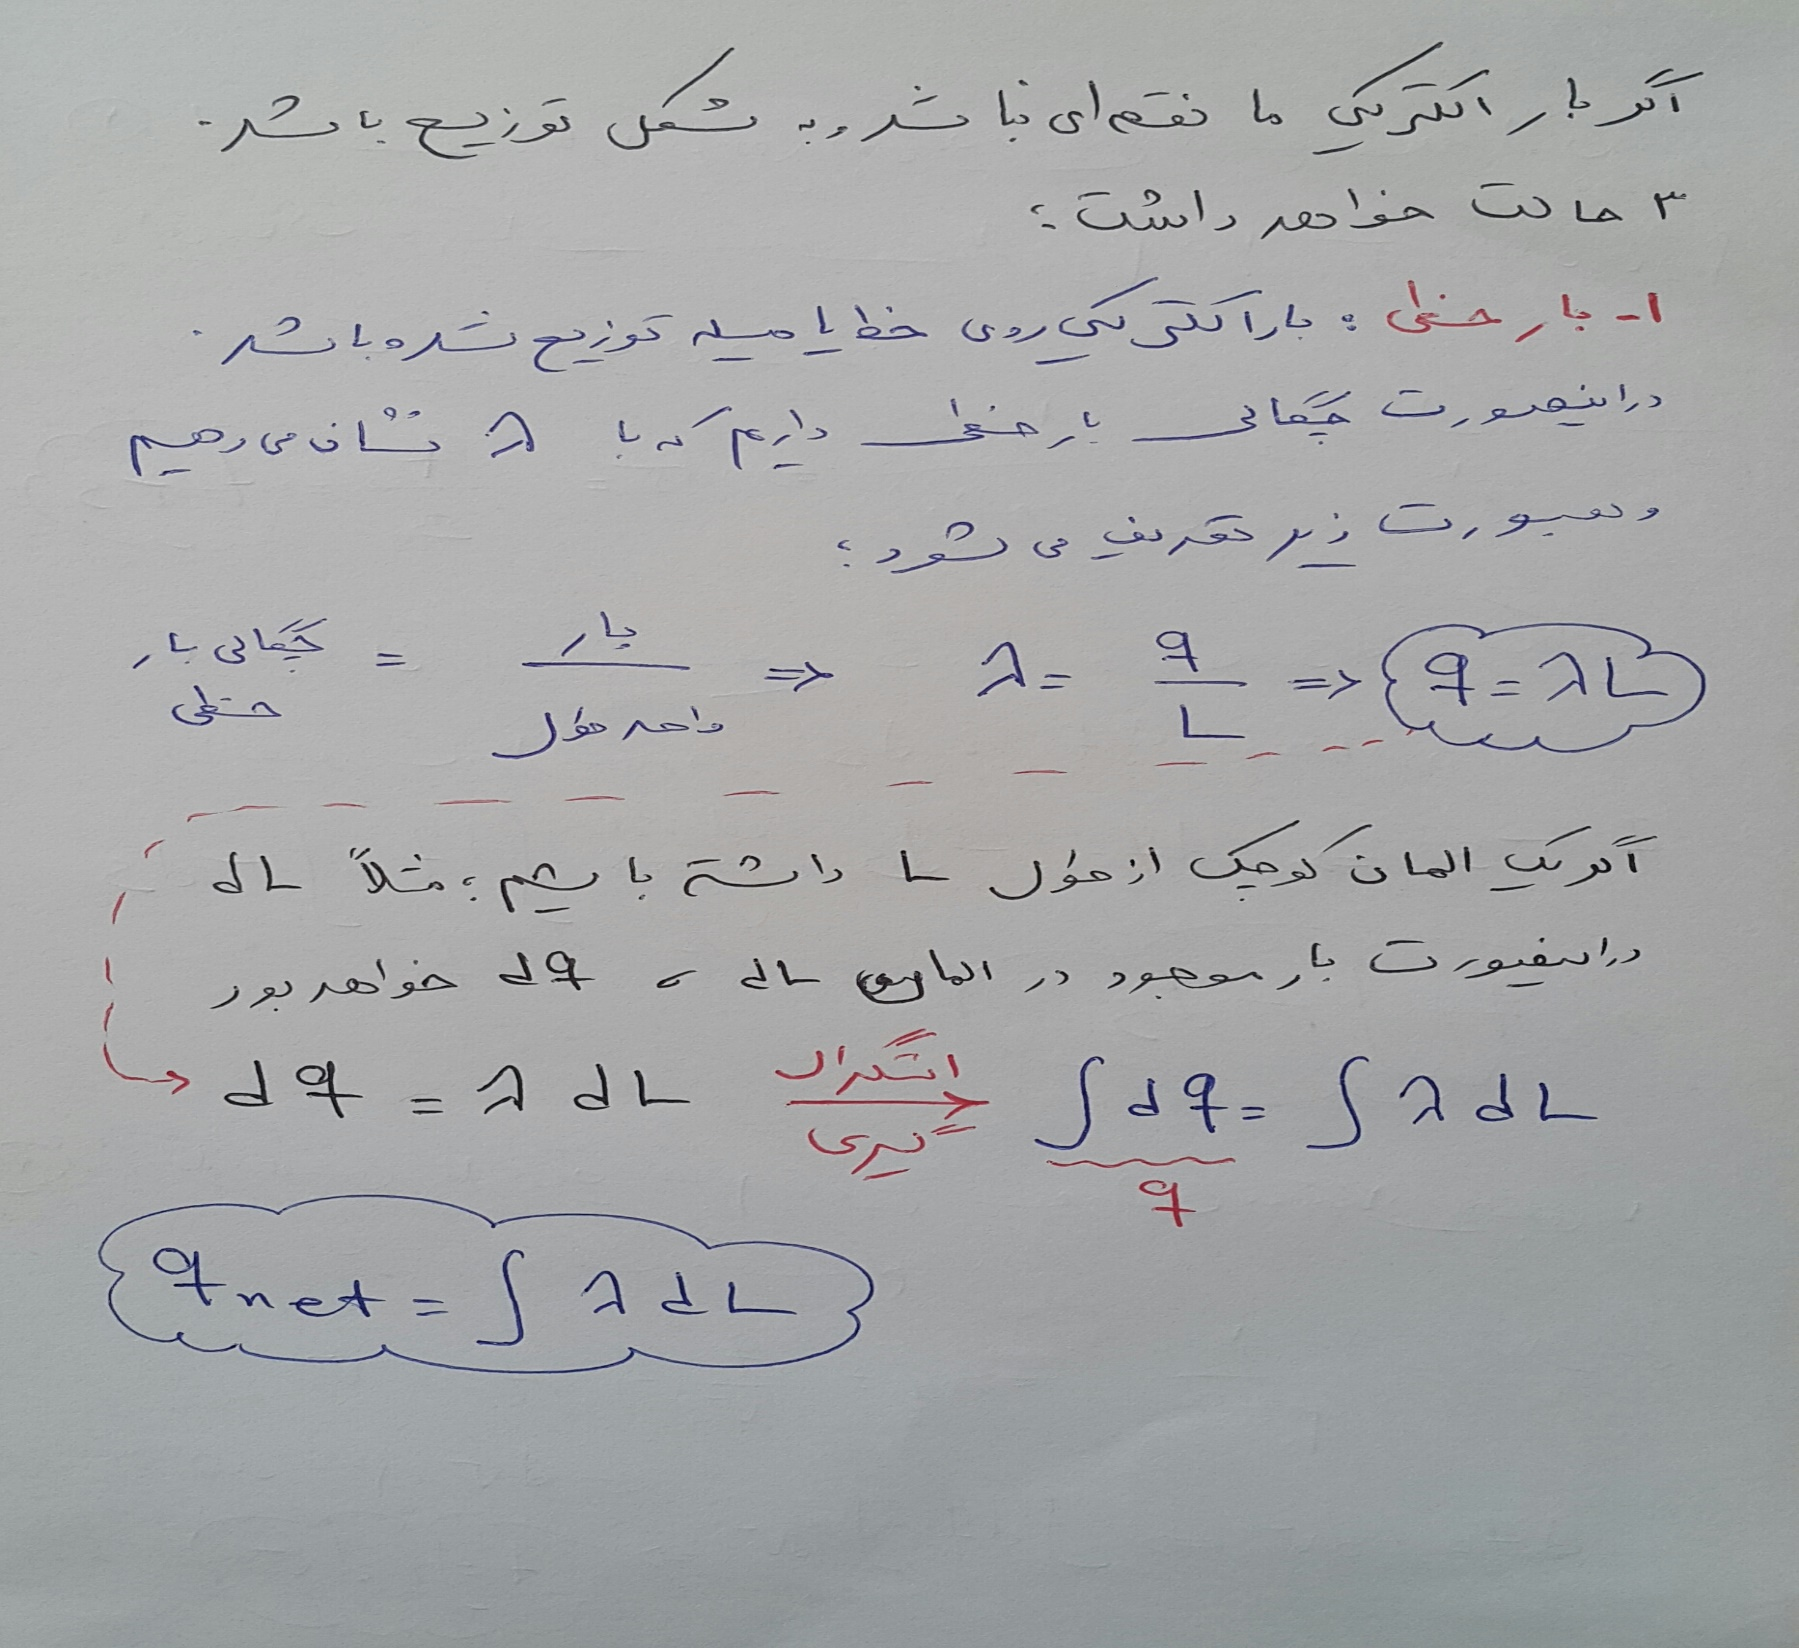 اگر بار الکتریکی ما نقطه‌ای نباشد و به شکل توزیع باشد.
۳ حالت خواهد داشت:
۱- بار خطی: بار الکتریکی روی خط یا میله توزیع شده باشد.
در اینصورت چگالی بار خطی داریم که با λ نشان می‌دهیم
و بصورت زیر تعریف می‌شود:
چگالی بار خطی = بار / واحد طول ⇒ λ = q / L ⇒ q = λL
اگر یک المان کوچک از طول L داشته باشیم؛ مثلاً dL
در اینصورت بار موجود در المان dL، dq خواهد بود
dq = λ dL انتگرال گیری → ∫dq = ∫λ dL
q
qnet = ∫ λ dL